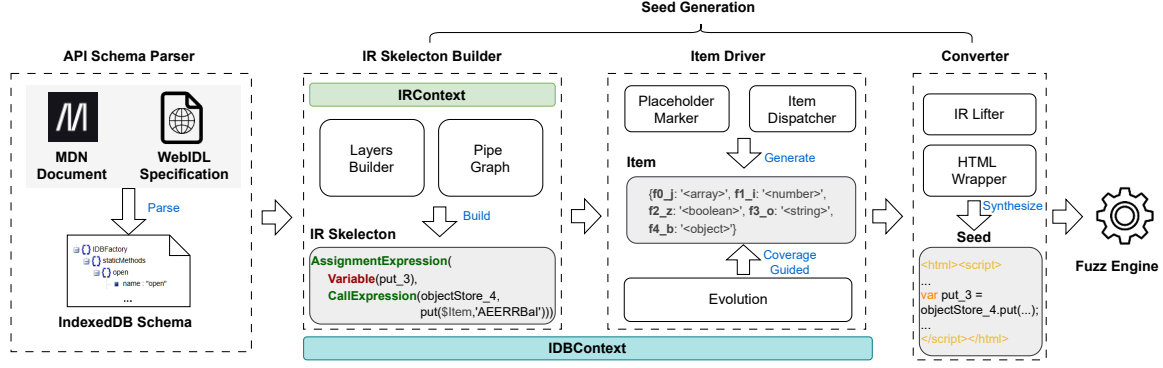 Seed Generation
API Schema Parser
MDN
Document
WebIDL
Specification
Parse
IDBFactory
staticMethods
open
name : "open"
...
IndexedDB Schema
IR Skelecton Builder
IRContext
Layers
Builder
Pipe
Graph
Build
IR Skelecton
AssignmentExpression(
Variable(put_3),
CallExpression(objectStore_4,
put($Item,'AEERRBal')))
IDBContext
Item Driver
Placeholder
Marker
Item
Dispatcher
Generate
Item
{f0_j: '<array>', f1_i: '<number>',
f2_z: '<boolean>', f3_o: '<string>',
f4_b: '<object>'}
Coverage
Guided
Evolution
Converter
IR Lifter
HTML
Wrapper
Synthesize
Seed
<html><script>
...
var put_3 =
objectStore_4.put(...);
...
</script></html>
Fuzz Engine